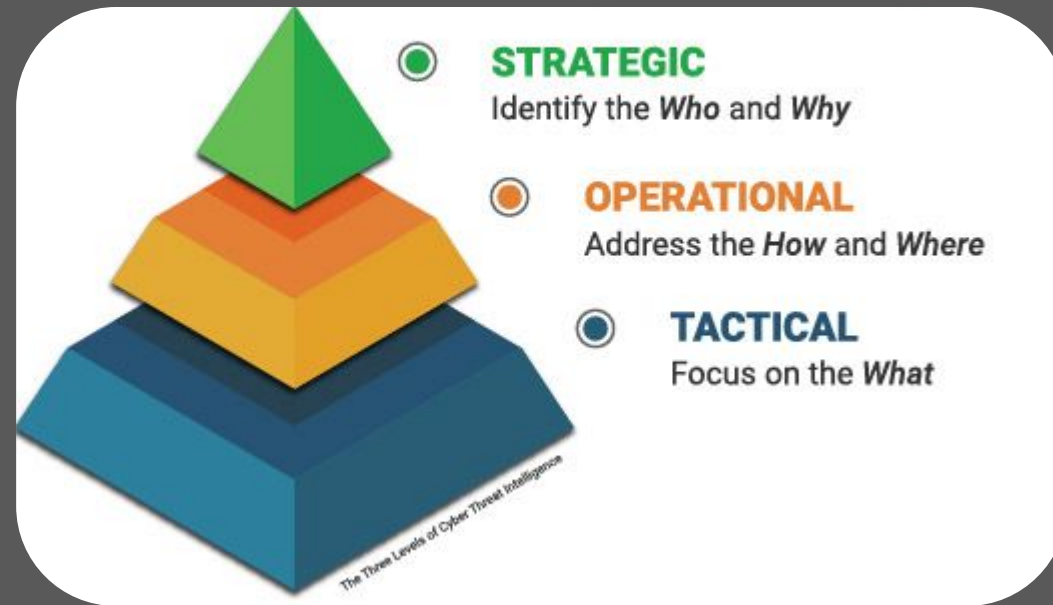 STRATEGIC
Identify the Who and Why
OPERATIONAL
Address the How and Where
TACTICAL
Focus on the What
The Three Levels of Cyber Threat Intelligence